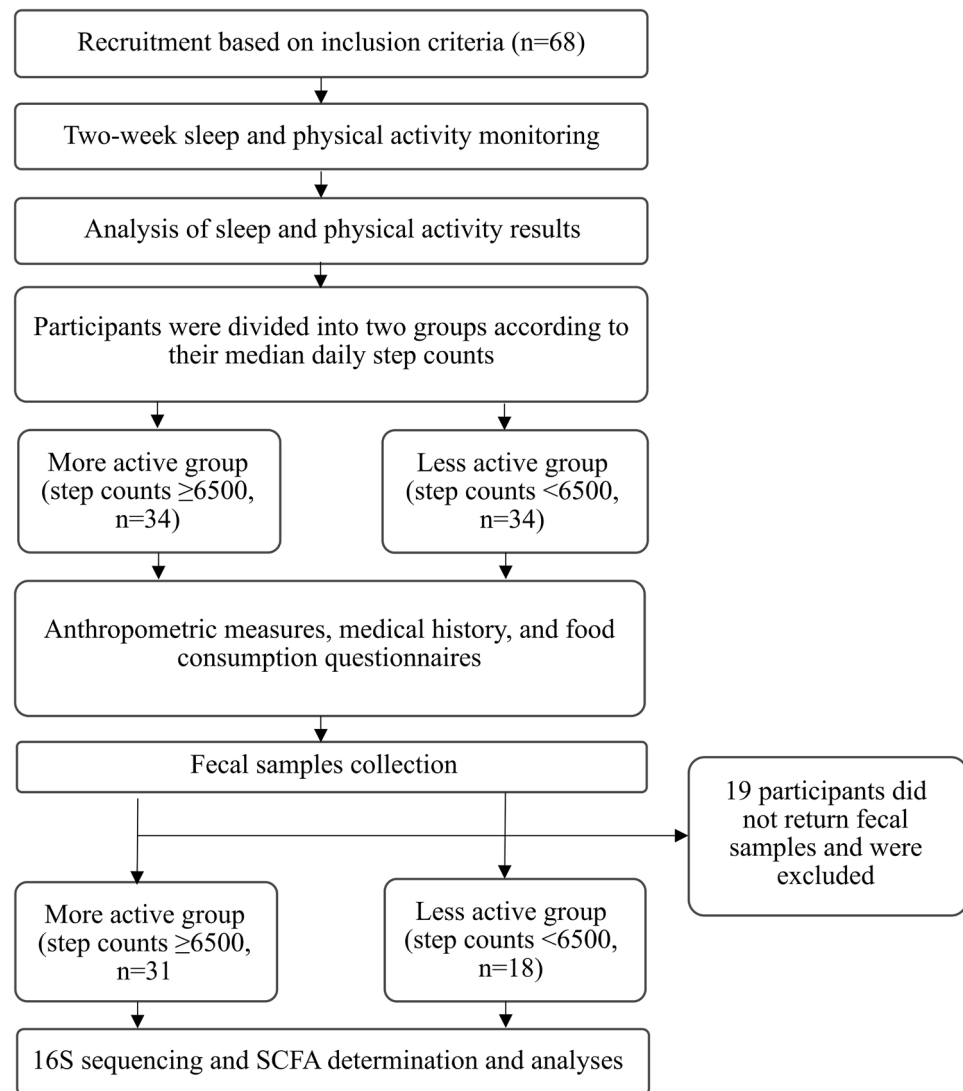 Recruitment based on inclusion criteria (n=68)
Two-week sleep and physical activity monitoring
Analysis of sleep and physical activity results
Participants were divided into two groups according to
their median daily step counts
More active group
(step counts ≥6500,
n=34)
Less active group
(step counts <6500,
n=34)
Anthropometric measures, medical history, and food
consumption questionnaires
Fecal samples collection
19 participants did
not return fecal
samples and were
excluded
More active group
(step counts ≥6500,
n=31
Less active group
(step counts <6500,
n=18)
16S sequencing and SCFA determination and analyses